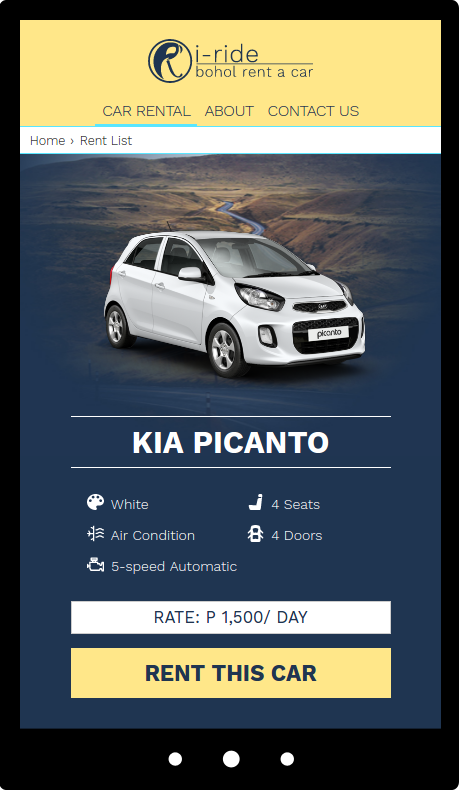 i-ride
bohol rent a car
CAR RENTAL ABOUT CONTACT US
Home › Rent List
picanto
KIA PICANTO
White 4 Seats
Air Condition 4 Doors
5-speed Automatic
RATE: P 1,500/ DAY
RENT THIS CAR